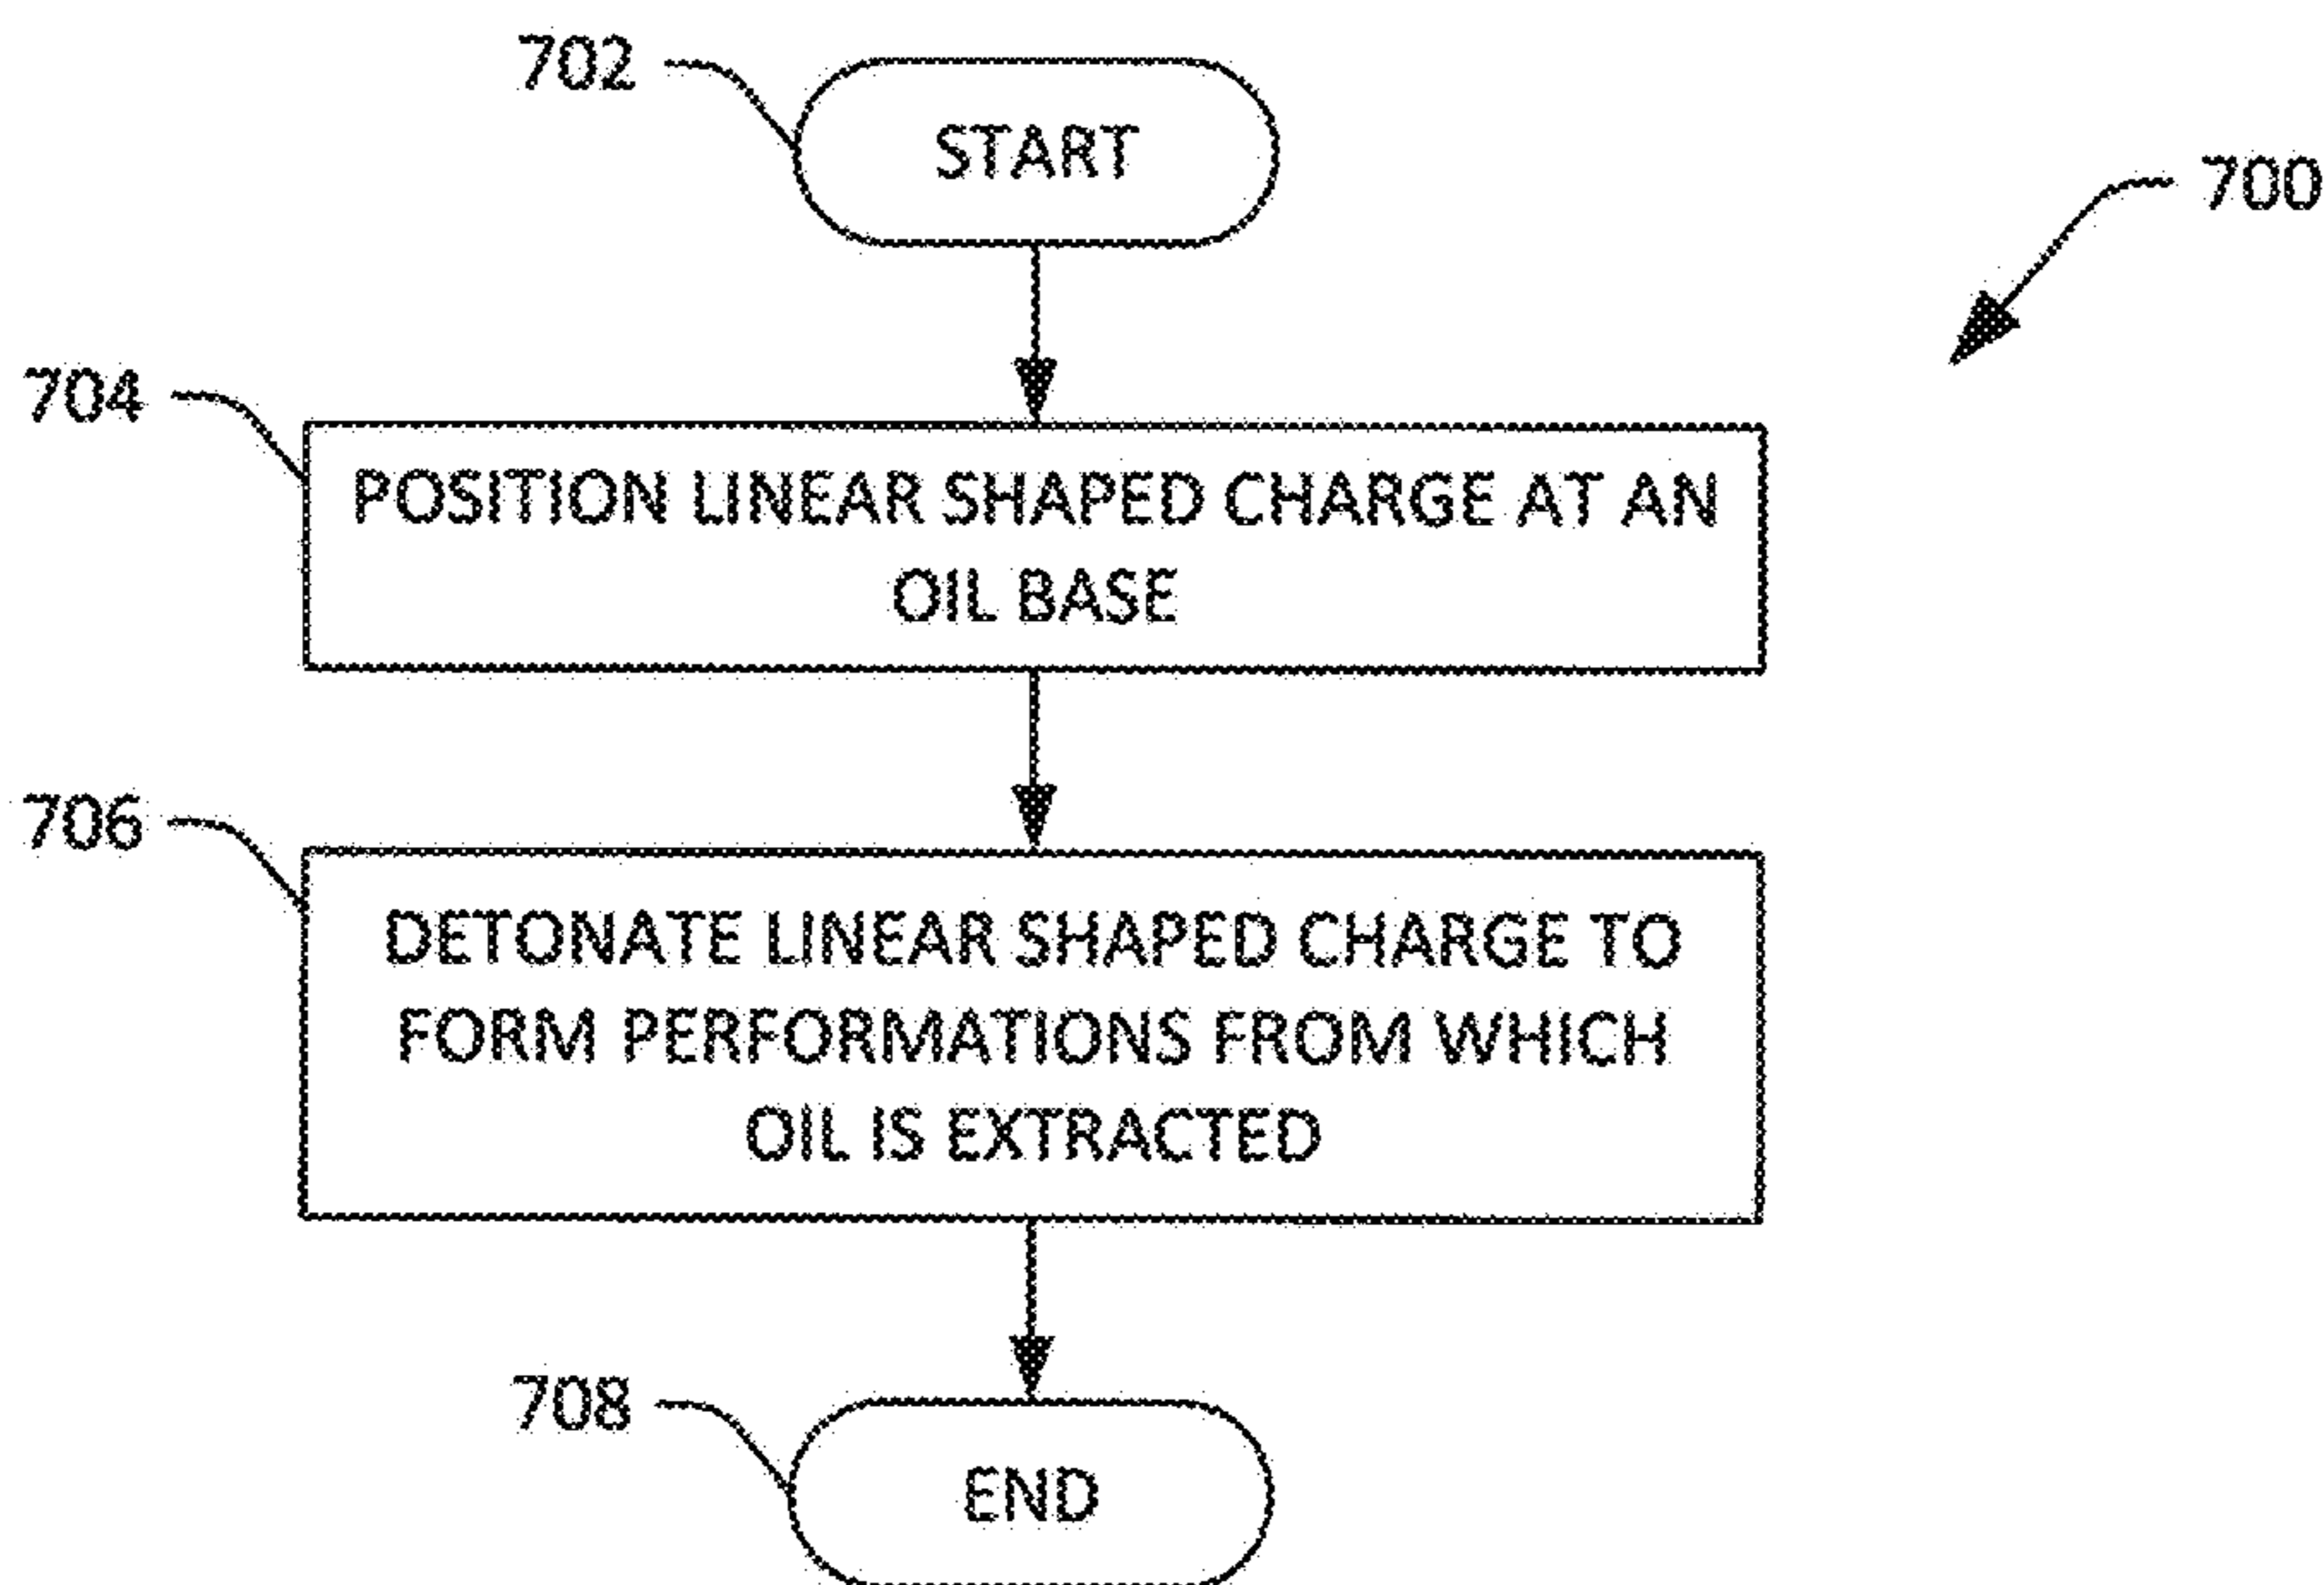 702
START
700
704
POSITION LINEAR SHAPED CHARGE AT AN
OIL BASE
706
DETONATE LINEAR SHAPED CHARGE TO
FORM PERFORMATIONS FROM WHICH
OIL IS EXTRACTED
708
END